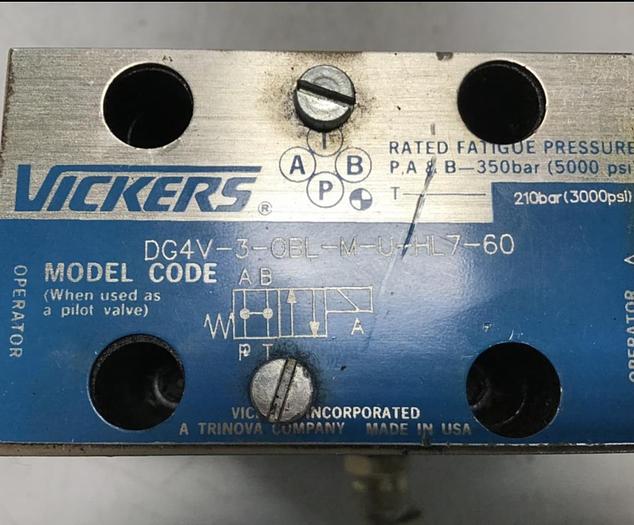 T
A B
P
VICKERS®
RATED FATIGUE PRESSURE
P.A & B—350bar (5000 psi
T
210bar(3000psi)
DG4V-3-OBL-M-U-HL7-60
MODEL CODE
(When used as
a pilot valve)
OPERATOR
A B
A
P T
OPERATOR A
INCORPORATED
A TRINOVA COMPANY MADE IN USA